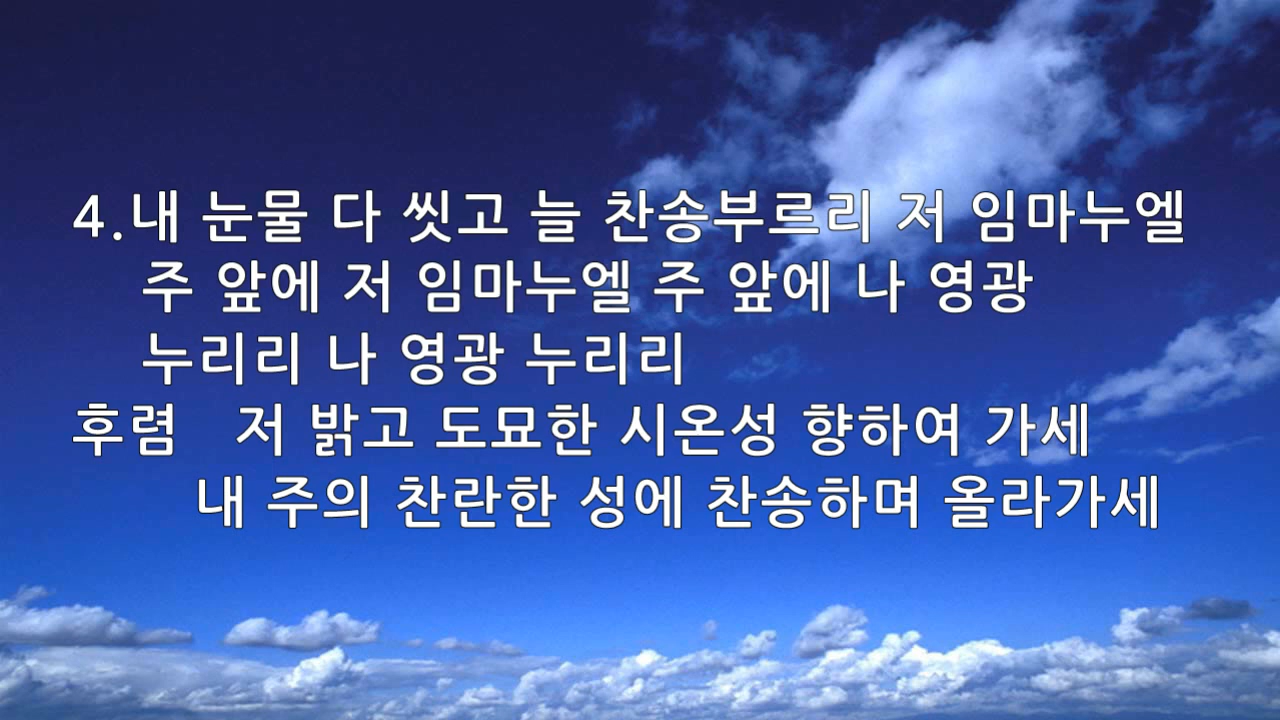 4.내 눈물 다 씻고 늘 찬송부르리 저 임마누엘
주 앞에 저 임마누엘 주 앞에 나 영광
누리리 나 영광 누리리
후렴 저 밝고 도묘한 시온성 향하여 가세
내 주의 찬란한 성에 찬송하며 올라가세